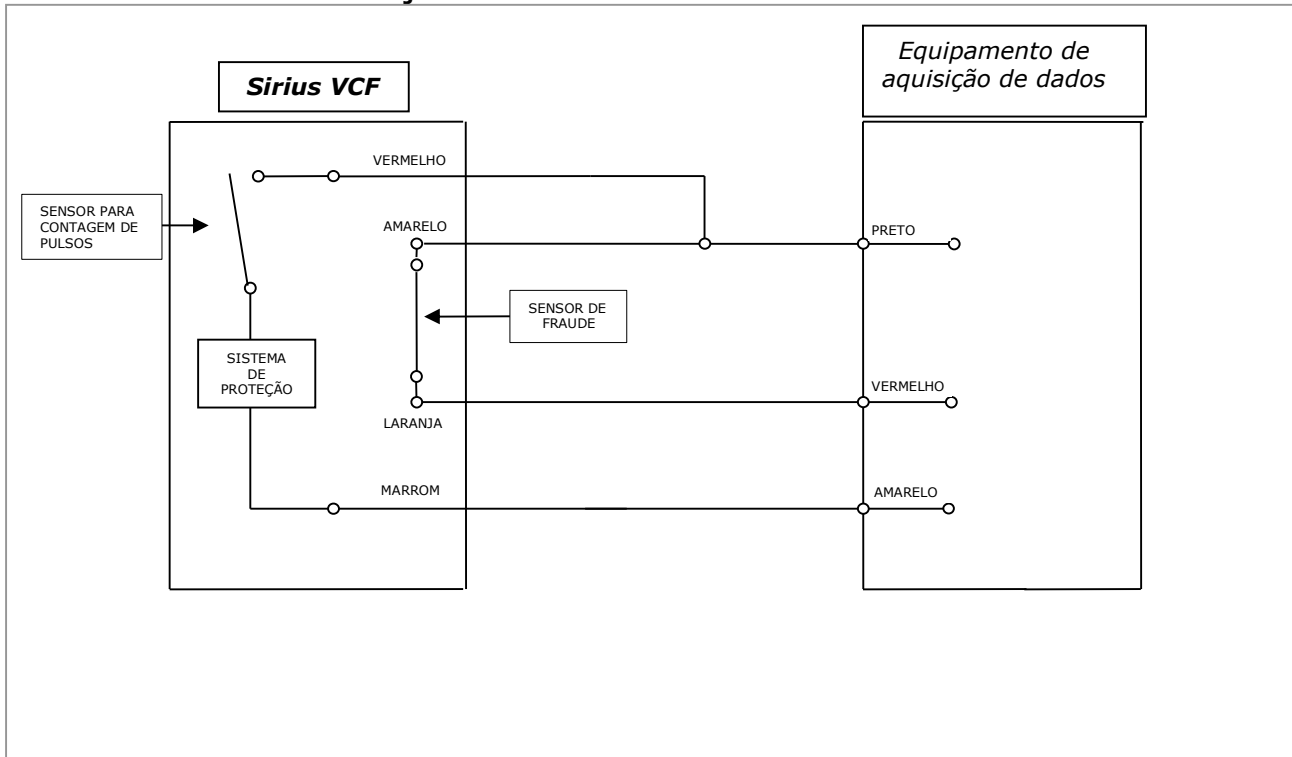 Sirius VCF
Equipamento de
aquisição de dados
VERMELHO
SENSOR PARA
CONTAGEM DE
PULSOS
AMARELO
PRETO
SENSOR DE
FRAUDE
SISTEMA
DE
PROTEÇÃO
VERMELHO
LARANJA
MARROM
AMARELO